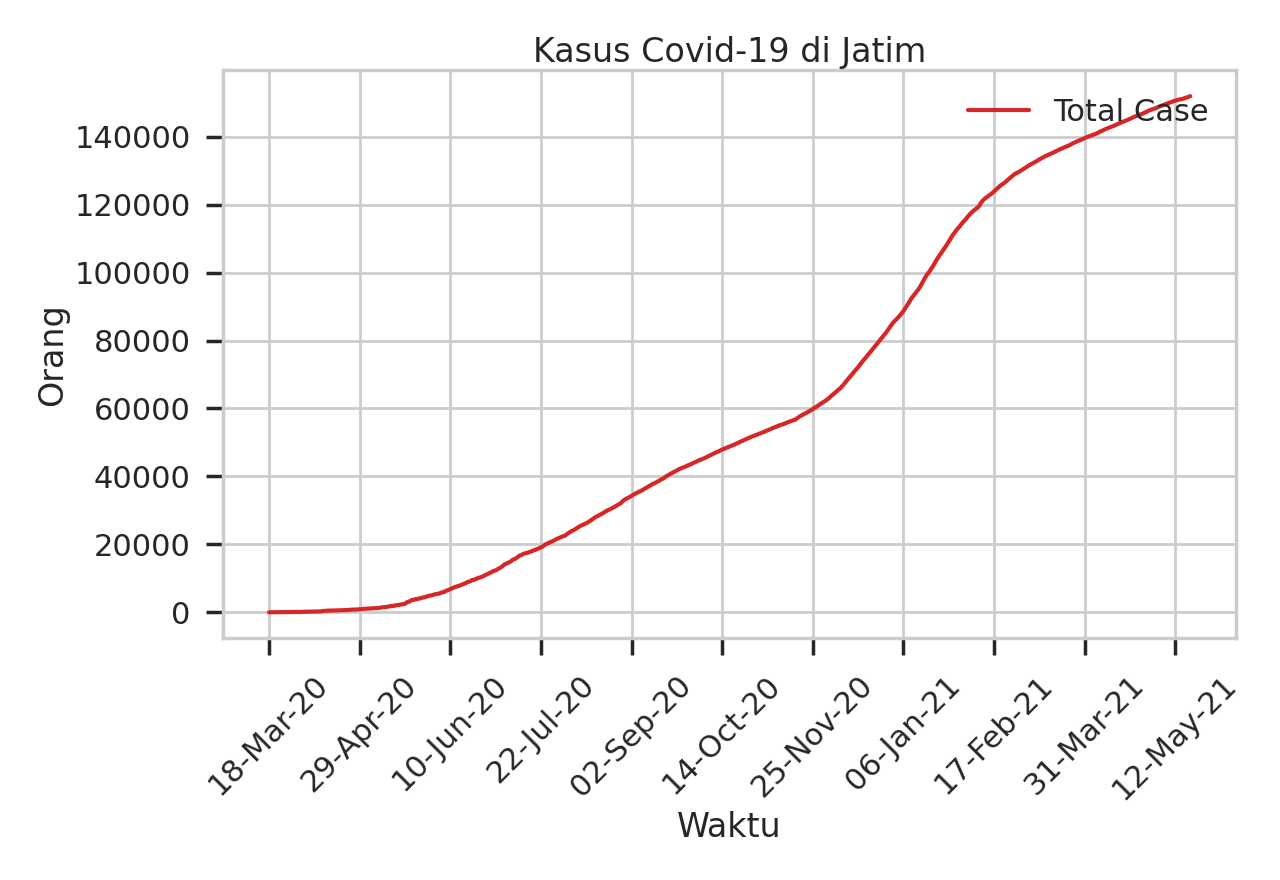 Kasus Covid-19 di Jatim
Total Case
Orang
140000
120000
100000
80000
60000
40000
20000
0
18-Mar-20
29-Apr-20
10-Jun-20
22-Jul-20
02-Sep-20
14-Oct-20
25-Nov-20
06-Jan-21
17-Feb-21
31-Mar-21
12-May-21
Waktu